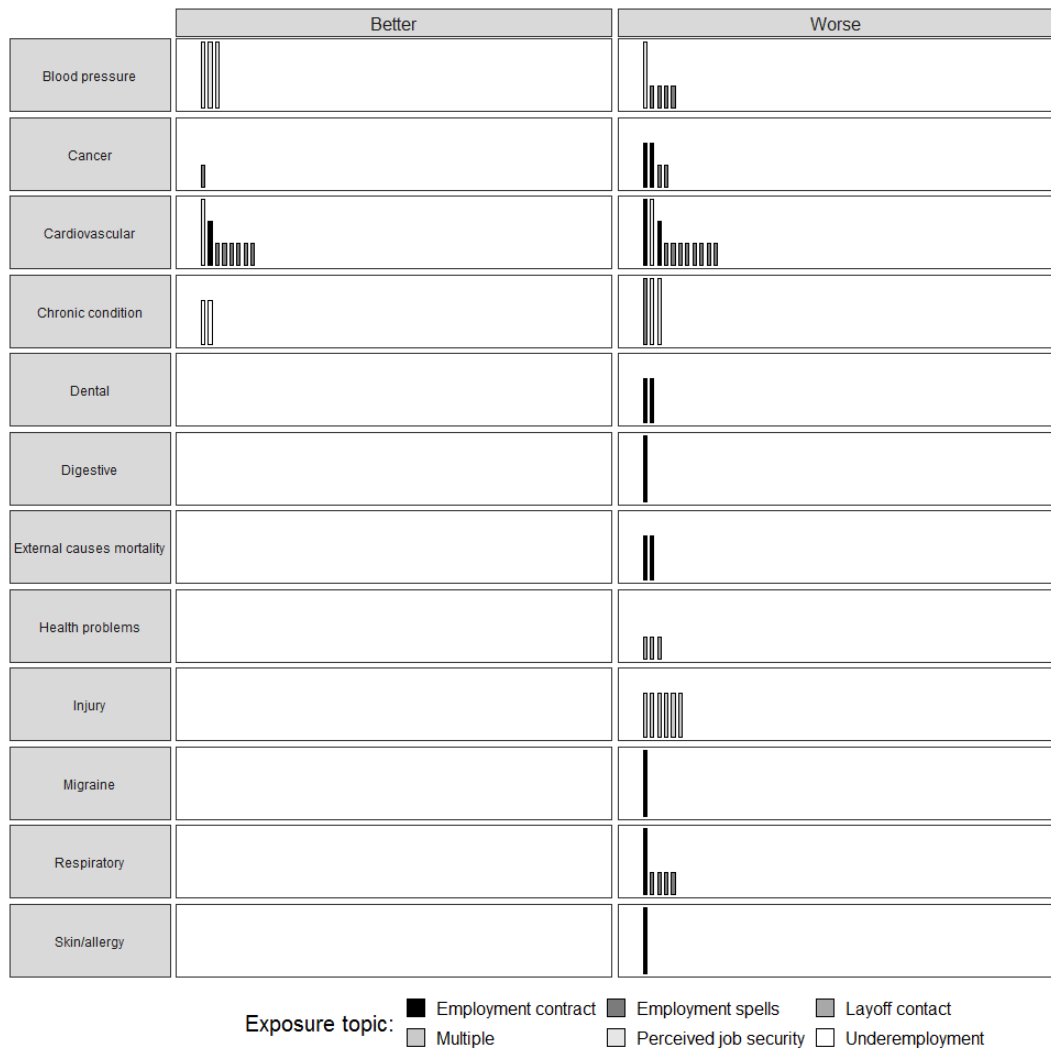 Better Worse
Blood pressure
Cancer
Cardiovascular
Chronic condition
Dental
Digestive
External causes mortality
Health problems
Injury
Migraine
Respiratory
Skin/allergy
Exposure topic:
Employment contract Employment spells Layoff contact
Multiple Perceived job security Underemployment